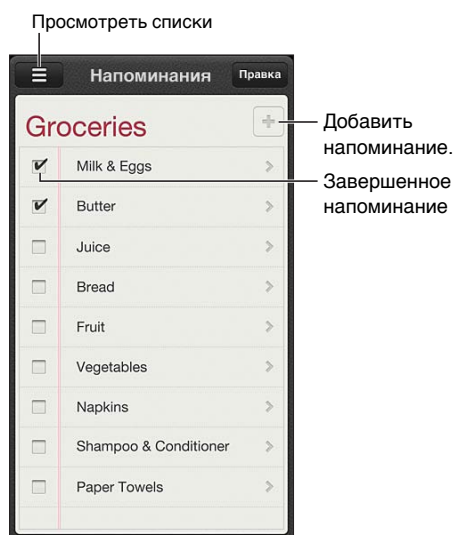 Просмотреть списки
Напоминания Правка
Groceries
Добавить
напоминание.
Завершенное
напоминание
Milk & Eggs
Butter
Juice
Bread
Fruit
Vegetables
Napkins
Shampoo & Conditioner
Paper Towels